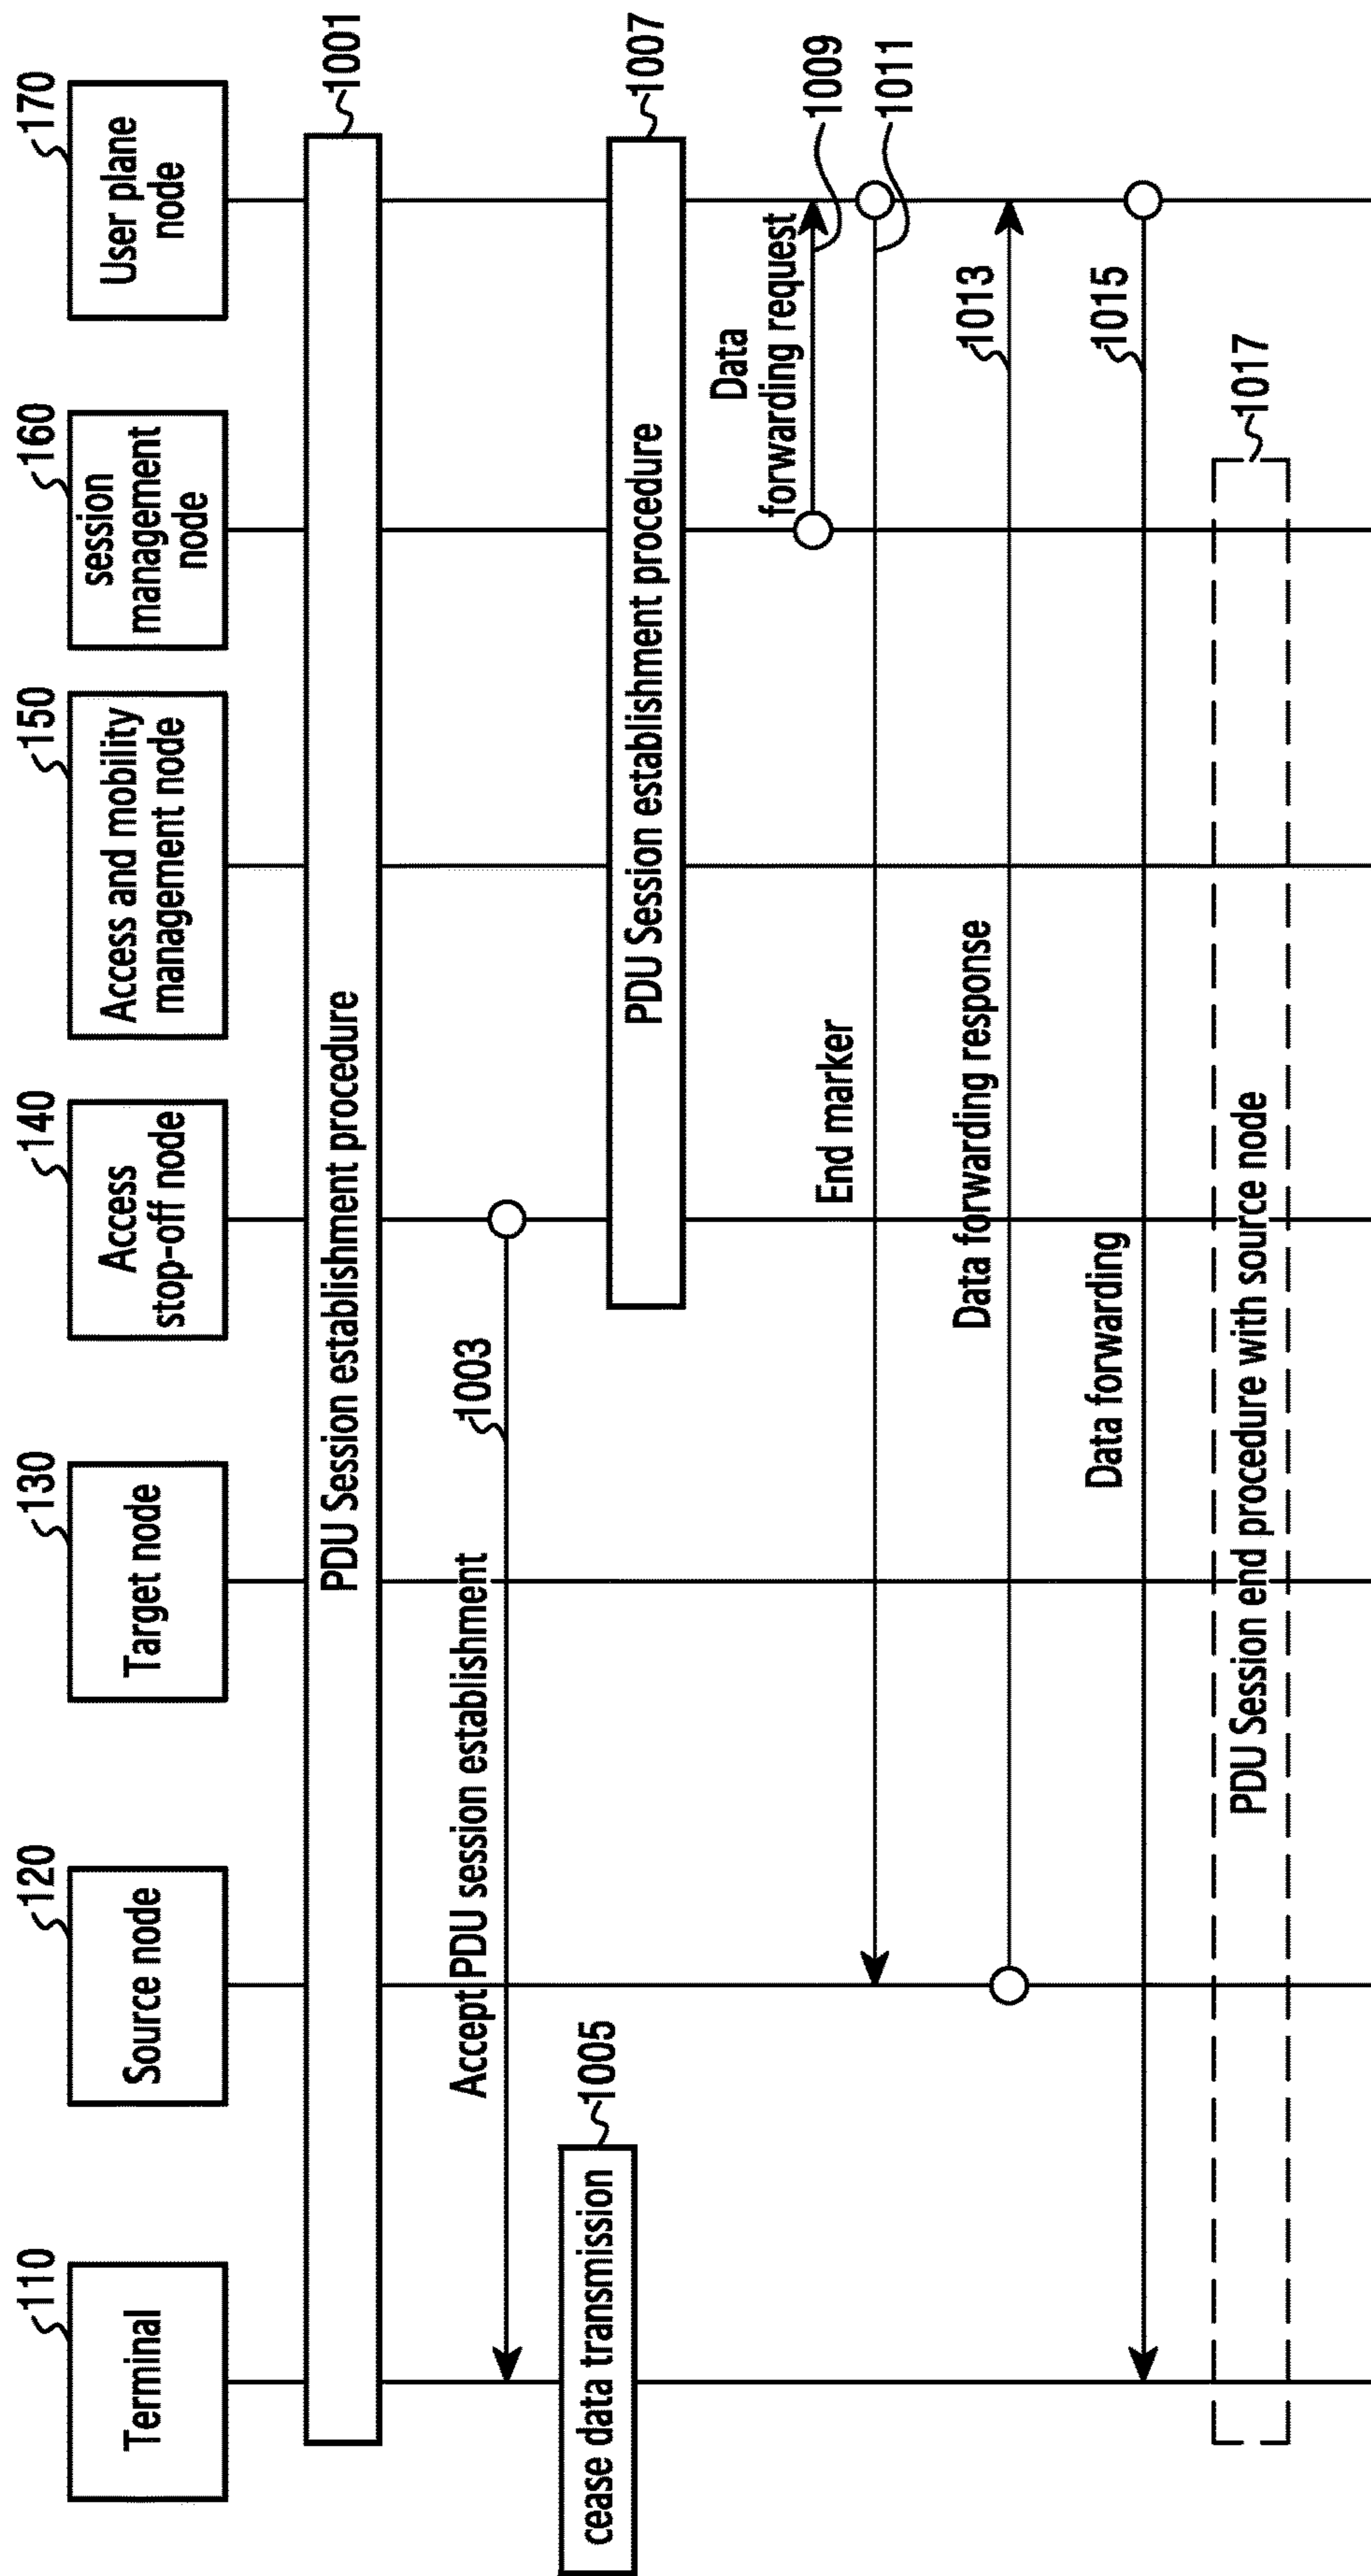 110
Terminal
120
Source node
130
Target node
140
Access
stop-off node
150
Access and mobility
management node
160
session
management
node
170
User plane
node
PDU Session establishment procedure
1001
Accept PDU session establishment
1003
cease data transmission
1005
PDU Session establishment procedure
1007
Data
forwarding request
1009
End marker
1011
Data forwarding response
1013
Data forwarding
1015
PDU Session end procedure with source node
1017